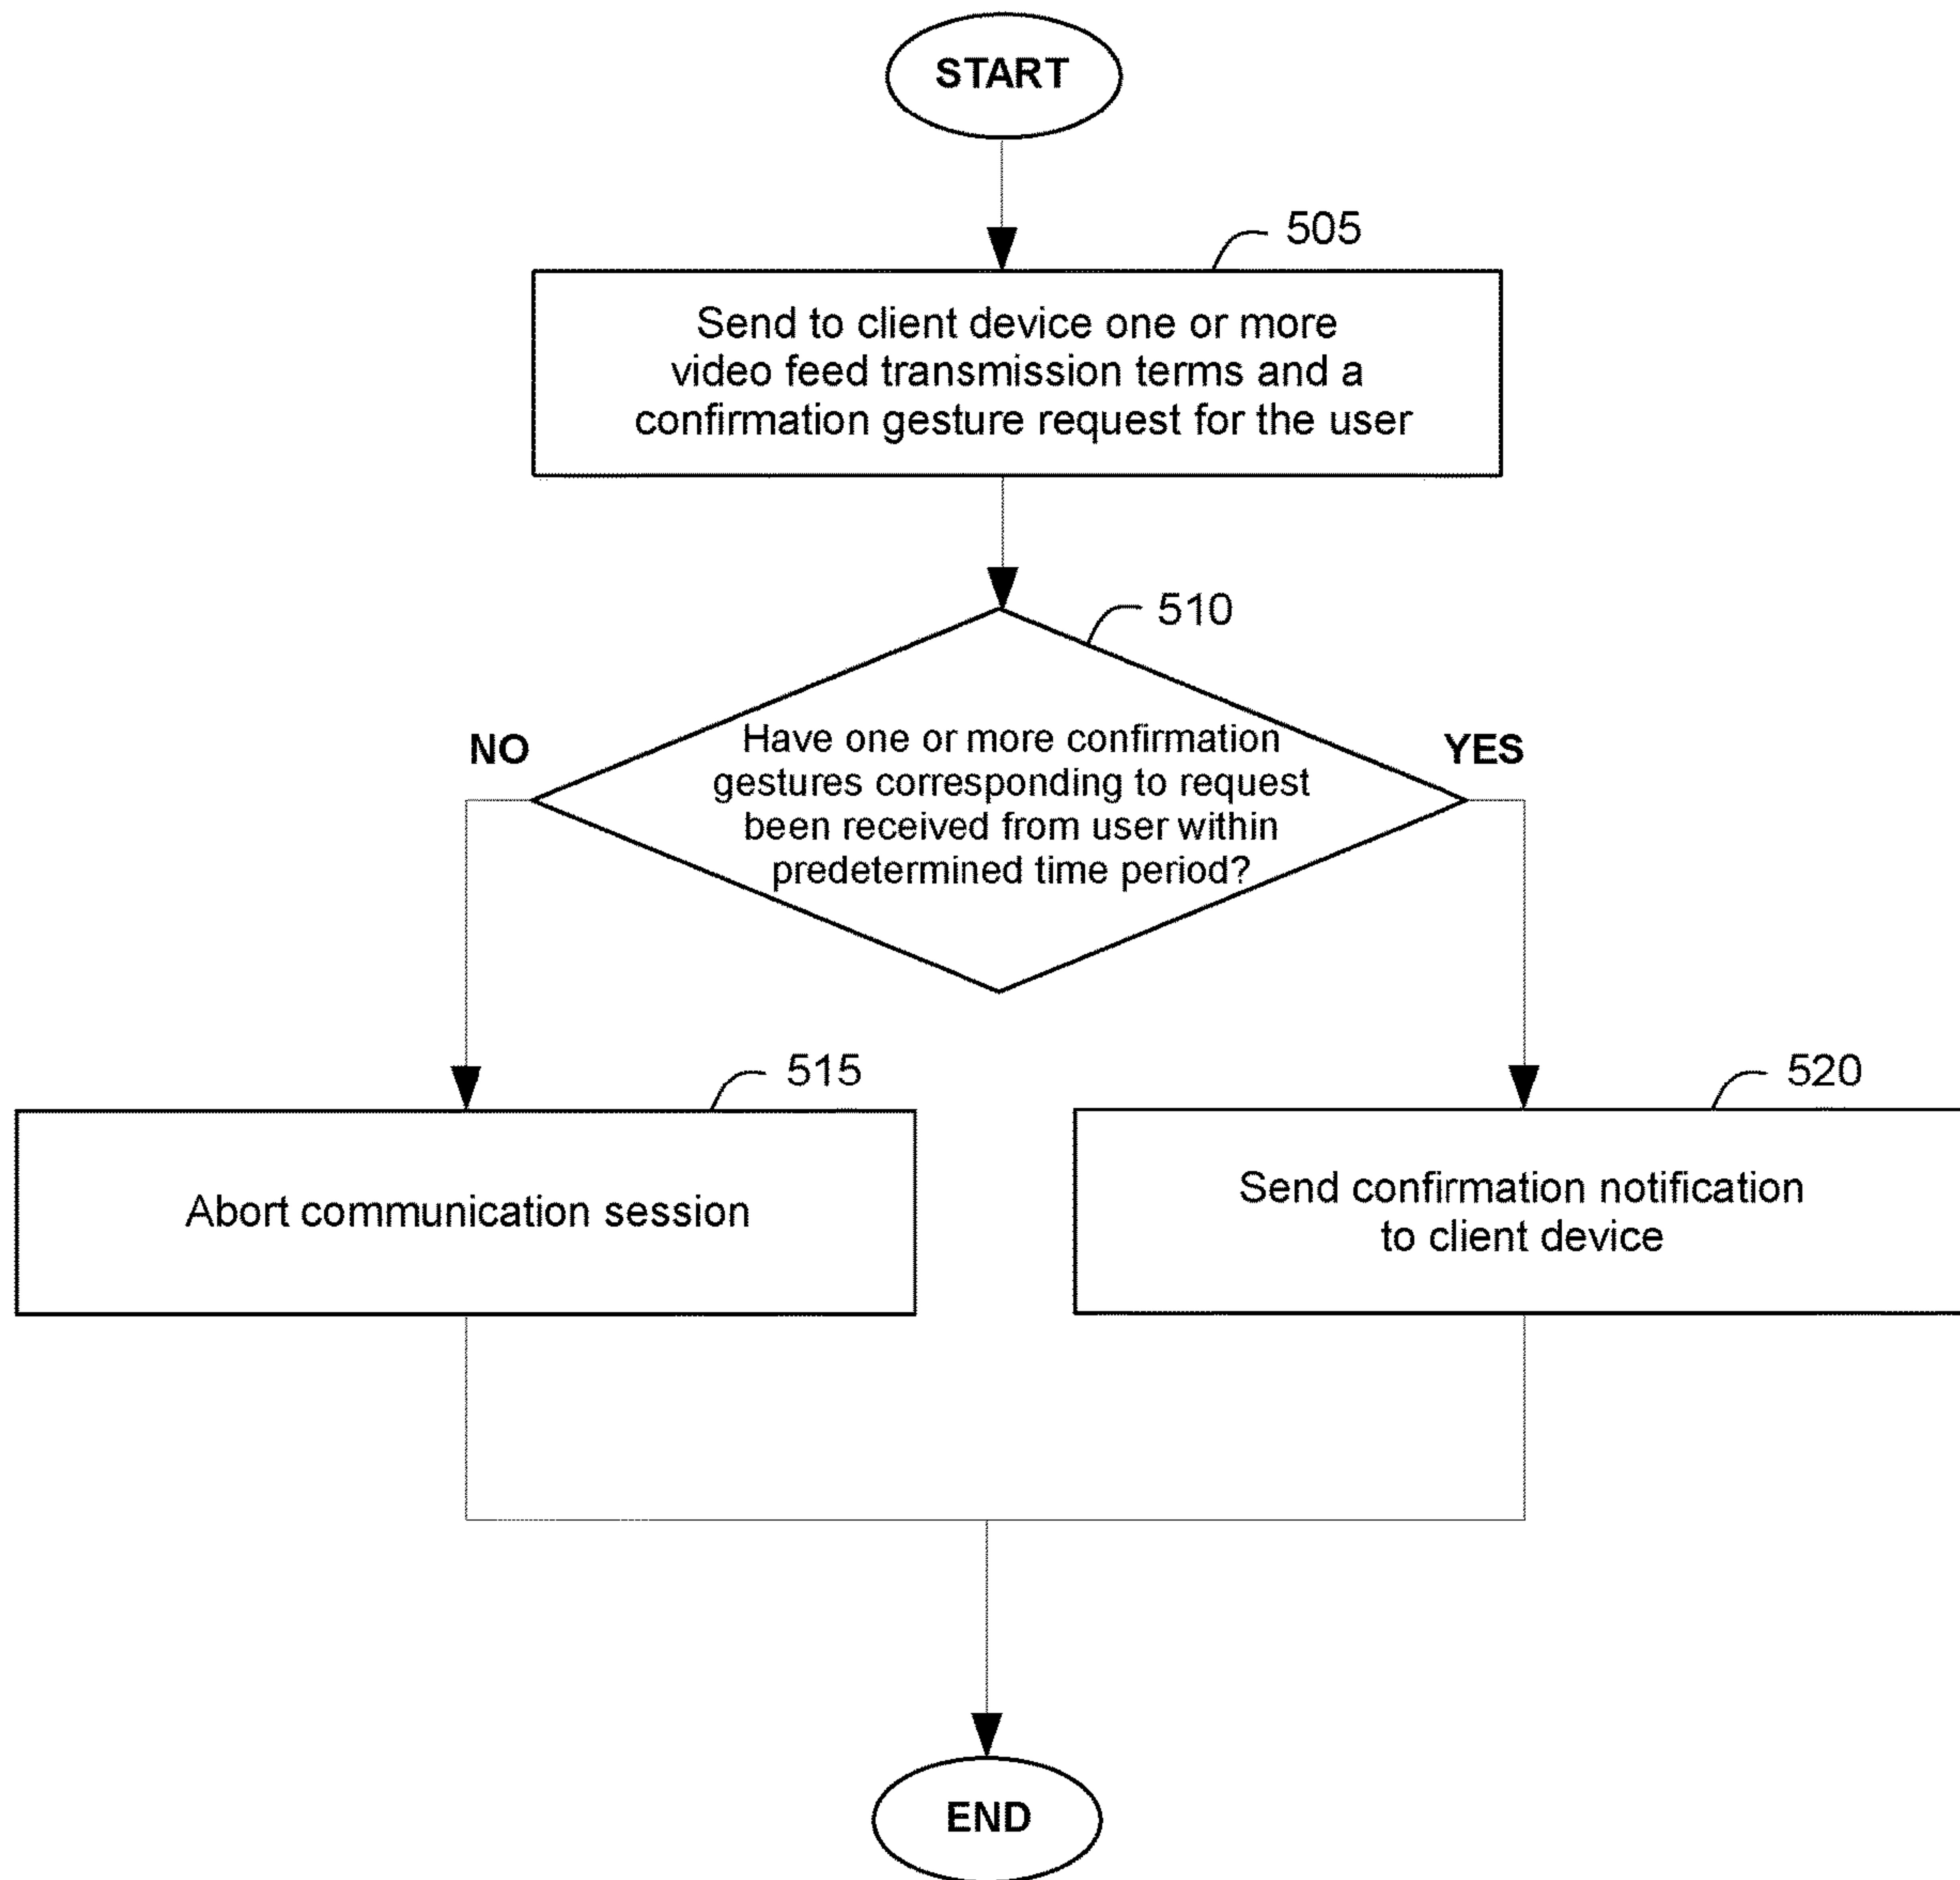 START
505
Send to client device one or more
video feed transmission terms and a
confirmation gesture request for the user
510
NO
YES
Have one or more confirmation
gestures corresponding to request
been received from user within
predetermined time period?
515
520
Abort communication session
Send confirmation notification
to client device
END